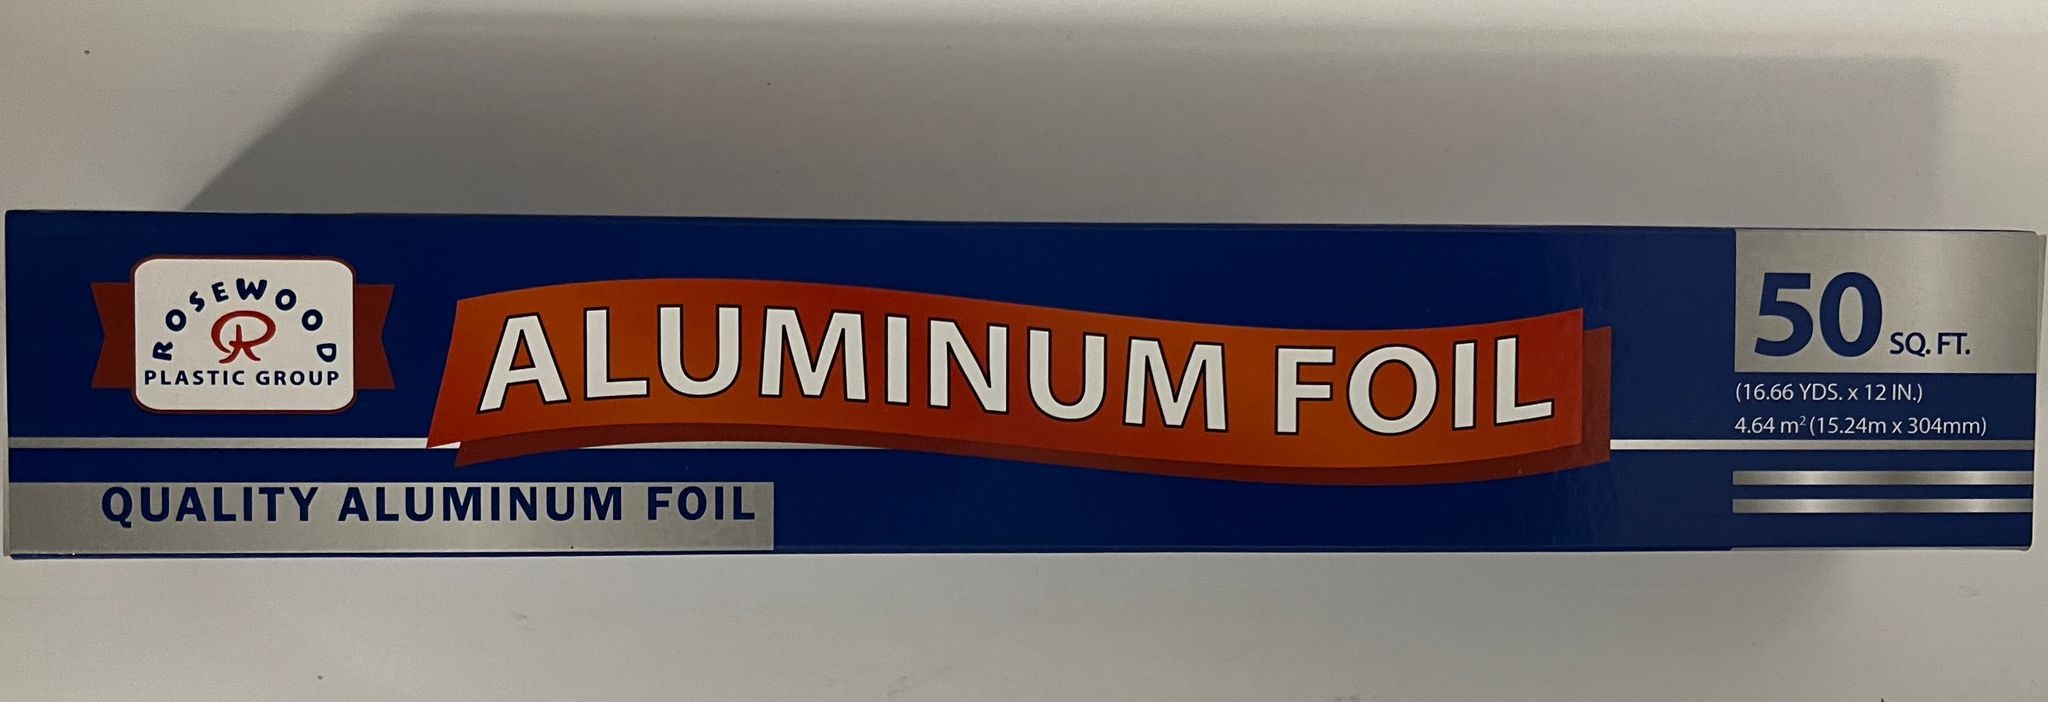 ROSEWOOD
R
PLASTIC GROUP
ALUMINUM FOIL
QUALITY ALUMINUM FOIL
50 SQ. FT.
(16.66 YDS. x 12 IN.)
4.64 m² (15.24m x 304mm)